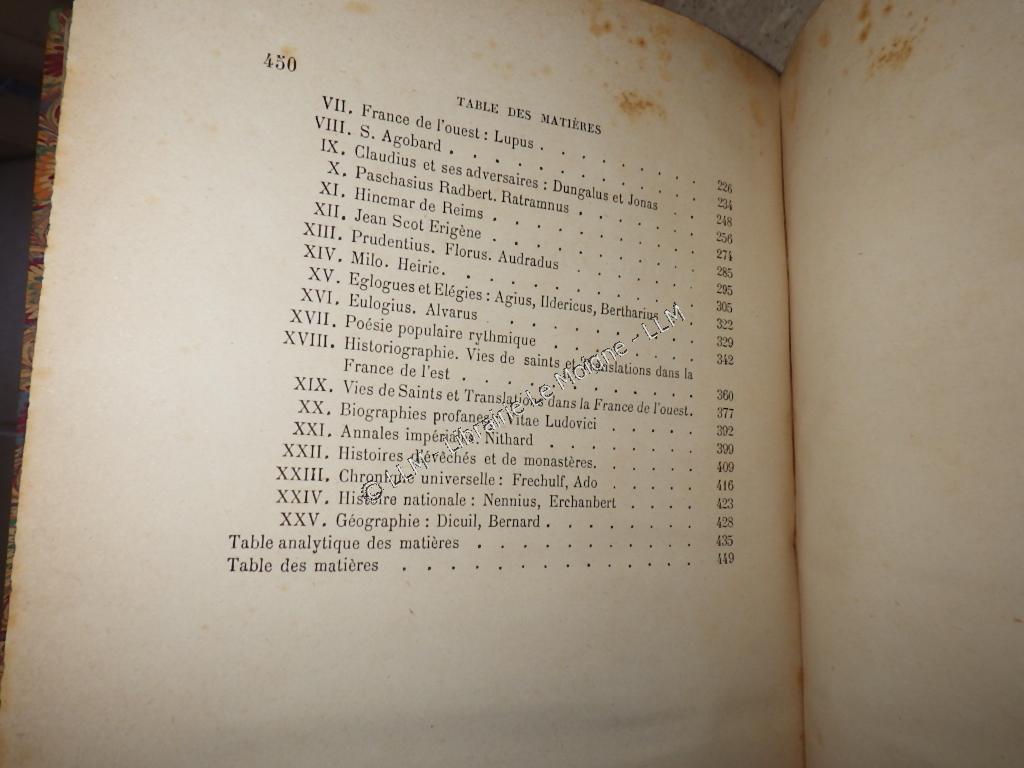 450
TABLE DES MATIÈRES
VII. France de l'ouest : Lupus . . . . . . . . 226
VIII. S. Agobard . . . . . . . . . . . . 234
IX. Claudius et ses adversaires : Dungalus et Jonas . . 248
X. Paschasius Radbert. Ratramnus . . . . . . 256
XI. Hincmar de Reims . . . . . . . . . . 274
XII. Jean Scot Erigène . . . . . . . . . . 285
XIII. Prudentius. Florus. Audradus . . . . . . 295
XIV. Milo. Heiric. . . . . . . . . . . . 305
XV. Eglogues et Elégies : Agius, Ildericus, Bertharius . . 322
XVI. Eulogius. Alvarus . . . . . . . . . . 329
XVII. Poésie populaire rythmique . . . . . . . 342
XVIII. Historiographie. Vies de saints et Translations dans la
France de l'est . . . . . . . . . . . 360
XIX. Vies de Saints et Translations dans la France de l'ouest. 377
XX. Biographies profanes : Vitae Ludovici . . . . . 392
XXI. Annales impériales. Nithard . . . . . . . 399
XXII. Histoires d'évêchés et de monastères. . . . . 409
XXIII. Chronique universelle : Frechulf, Ado . . . . . 416
XXIV. Histoire nationale : Nennius, Erchanbert . . . . 423
XXV. Géographie : Dicuil, Bernard . . . . . . . . 428
Table analytique des matières . . . . . . . . . . . 435
Table des matières . . . . . . . . . . . . . . 449
© LLM - Librairie Le Moigne - LLM